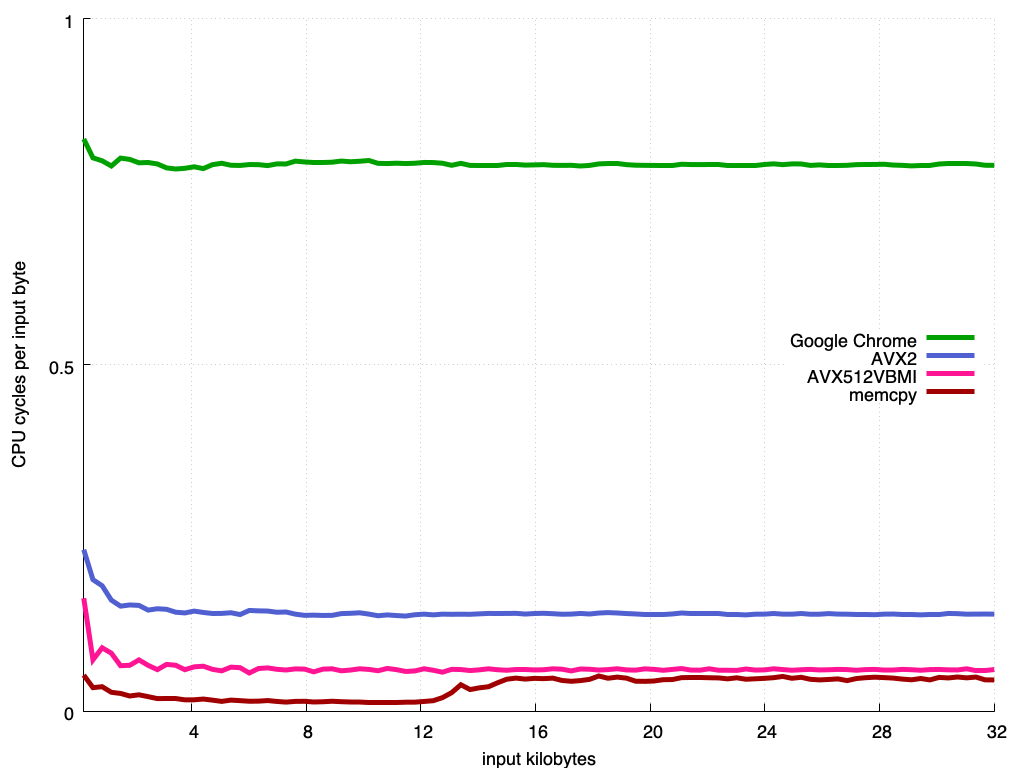 1
0.5
0
CPU cycles per input byte
Google Chrome
AVX2
AVX512VBMI
memcpy
4 8 12 16 20 24 28 32
input kilobytes